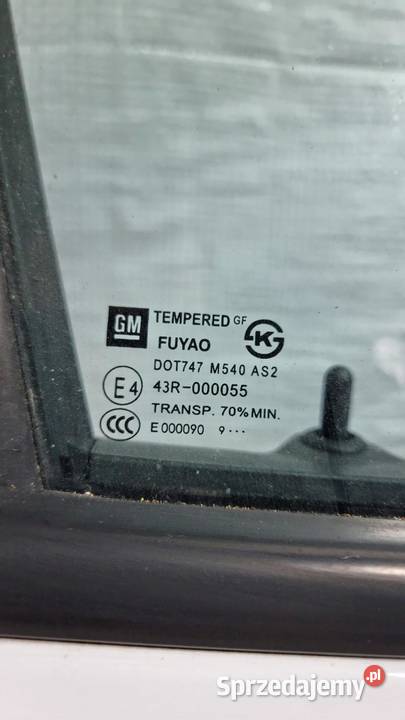 GM TEMPERED GF
FUYAO
DOT747 M540 AS2
E4 43R-000055
TRANSP. 70% MIN.
CCC E000090 9···
Sprzedajemy.pl